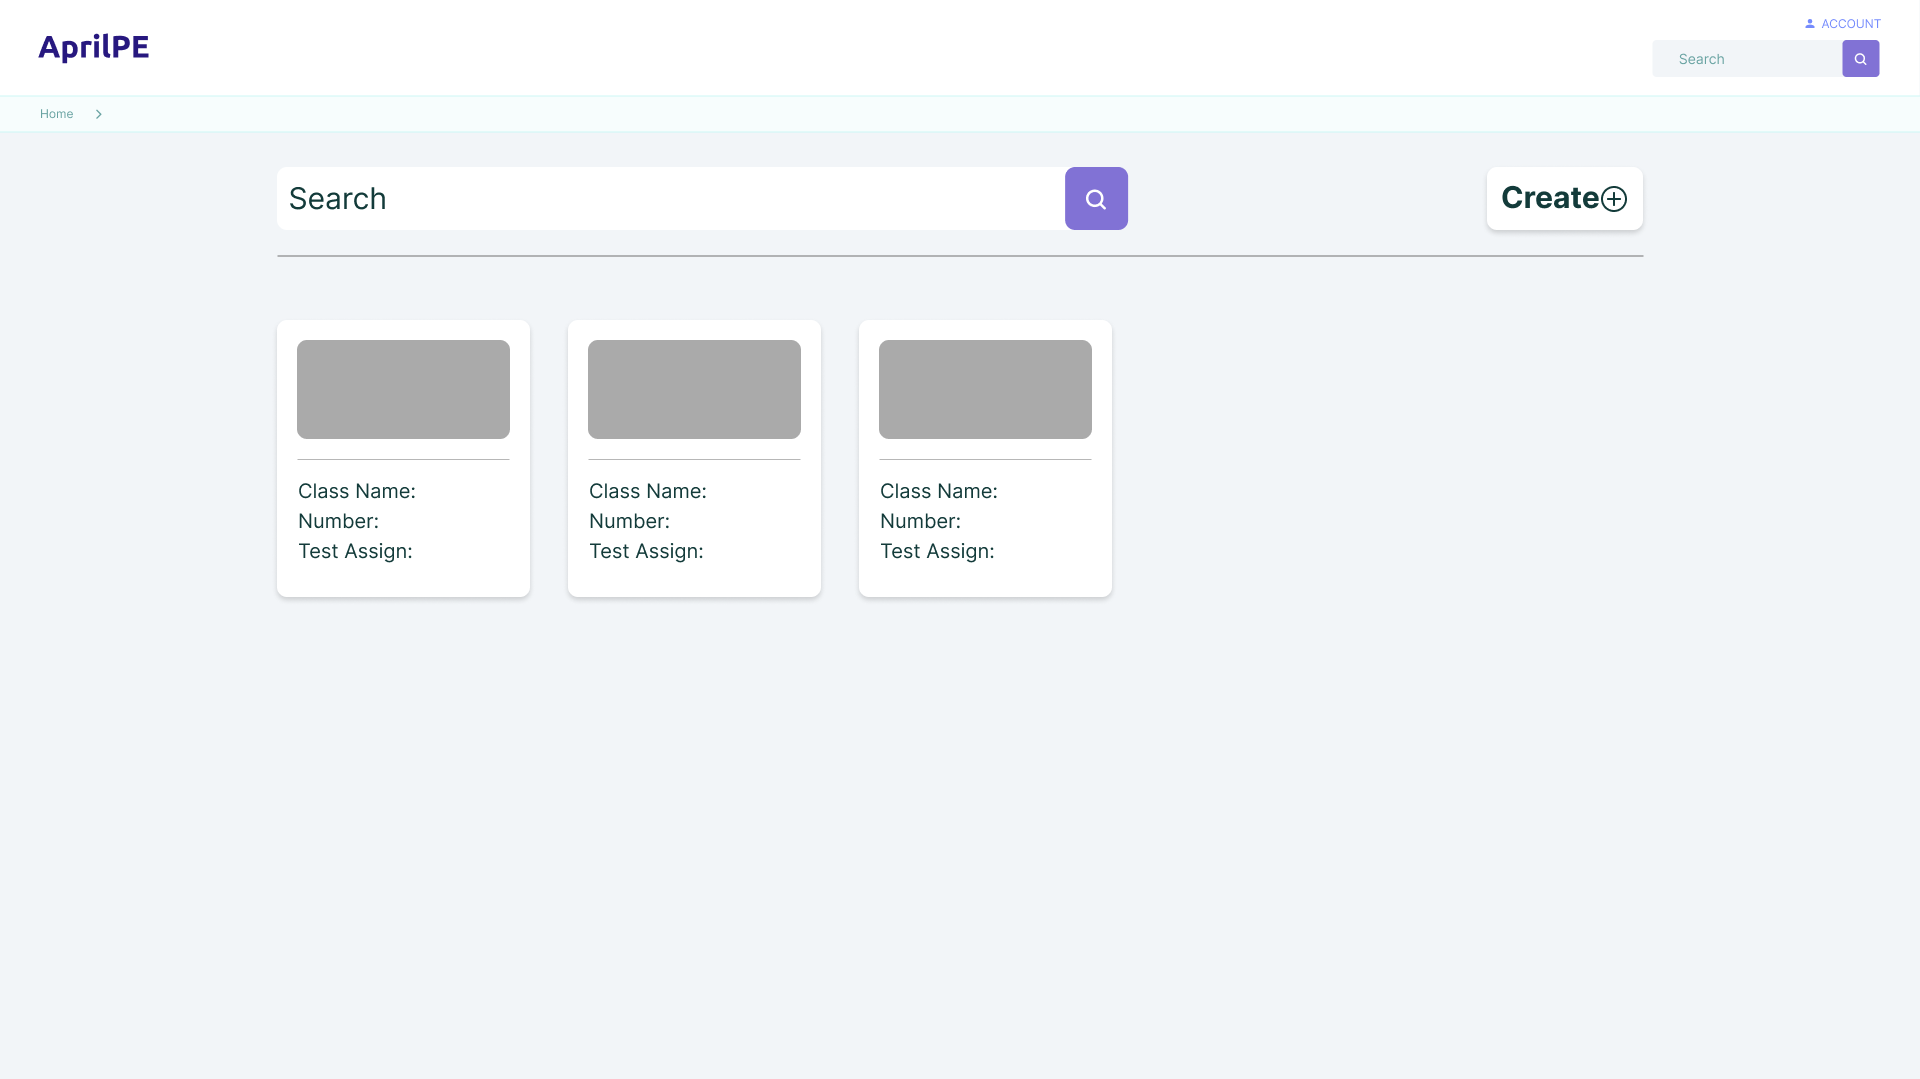 AprilPE
ACCOUNT
Search
Home
Search
Create
Class Name:
Number:
Test Assign:
Class Name:
Number:
Test Assign:
Class Name:
Number:
Test Assign: